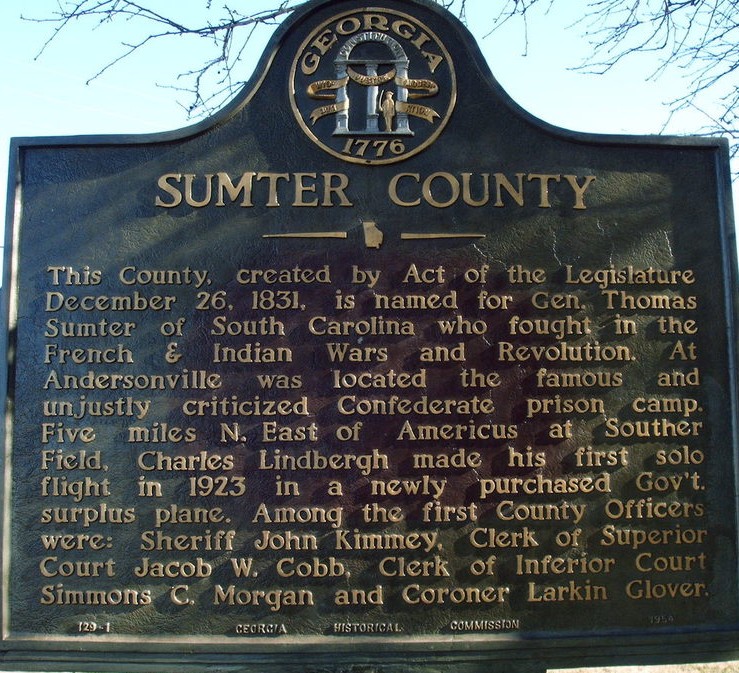 GEORGIA
CONSTITUTION
1776
SUMTER COUNTY
This County, created by Act of the Legislature
December 26, 1831, is named for Gen. Thomas
Sumter of South Carolina who fought in the
French & Indian Wars and Revolution. At
Andersonville was located the famous and
unjustly criticized Confederate prison camp.
Five miles N. East of Americus at Souther
Field, Charles Lindbergh made his first solo
flight in 1923 in a newly purchased Gov't.
surplus plane. Among the first County Officers
were: Sheriff John Kimmey, Clerk of Superior
Court Jacob W. Cobb, Clerk of Inferior Court
Simmons C. Morgan and Coroner Larkin Glover.
129-1 GEORGIA HISTORICAL COMMISSION 1954